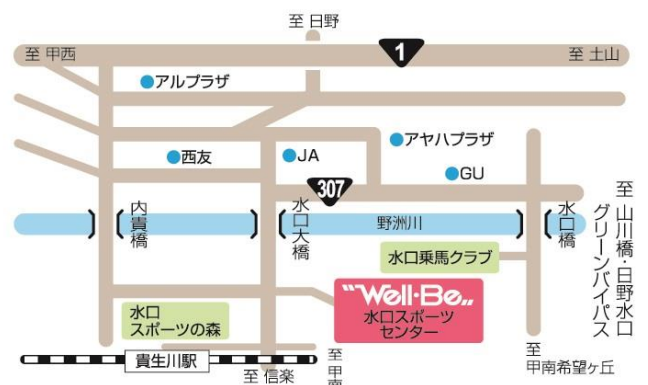 至 日野
至 甲西
1
至 土山
アルプラザ
アヤハプラザ
西友
JA
GU
307
内貴橋
水口大橋
野洲川
水口橋
至 山川橋・日野水口
グリーンバイパス
水口乗馬クラブ
"Well・Be„
水口スポーツ
センター
水口
スポーツの森
貴生川駅
至 信楽
至 甲南
至
甲南希望ヶ丘